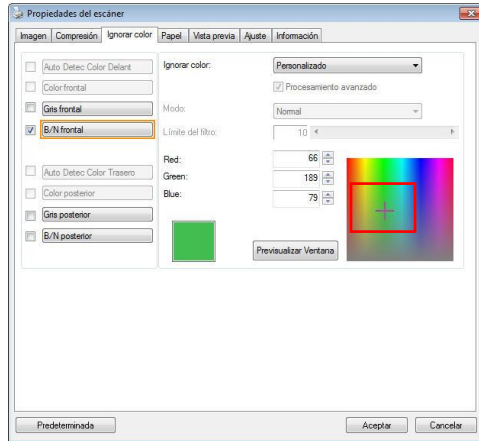 Propiedades del escáner
Imagen Compresión Ignorar color Papel Vista previa Ajuste Información
Auto Detec Color Delant
Color frontal
Gris frontal
B/N frontal
Auto Detec Color Trasero
Color posterior
Gris posterior
B/N posterior
Ignorar color: Personalizado
Procesamiento avanzado
Modo: Normal
Límite del filtro: 10
Red: 66
Green: 189
Blue: 79
Previsualizar Ventana
Predeterminada Aceptar Cancelar